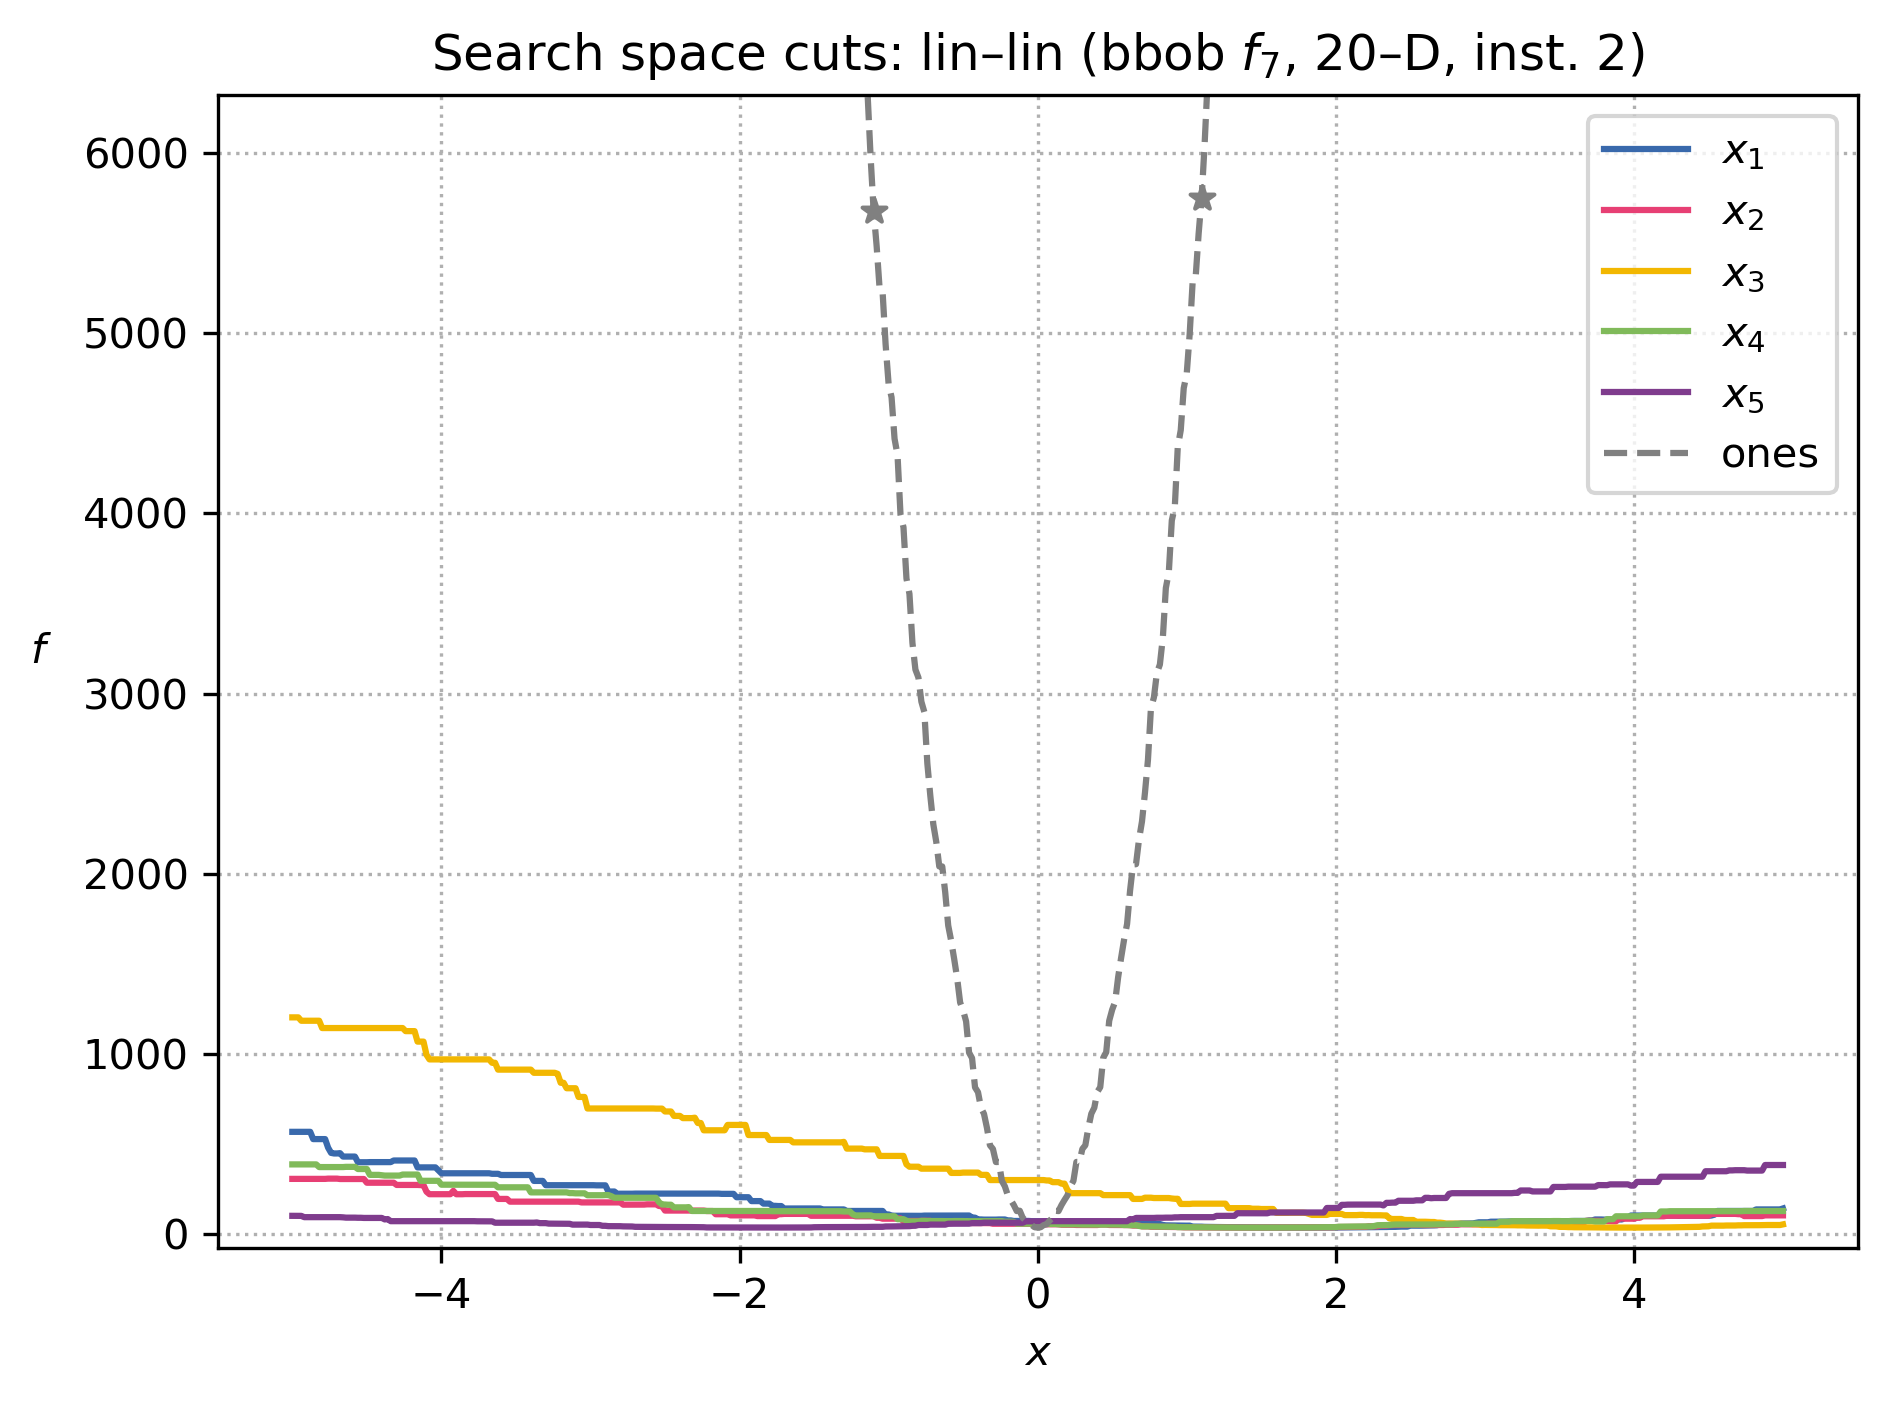 Search space cuts: lin–lin (bbob f₇, 20–D, inst. 2)
6000
5000
4000
3000
2000
1000
0
f
−4
−2
0
2
4
x
x₁
x₂
x₃
x₄
x₅
ones